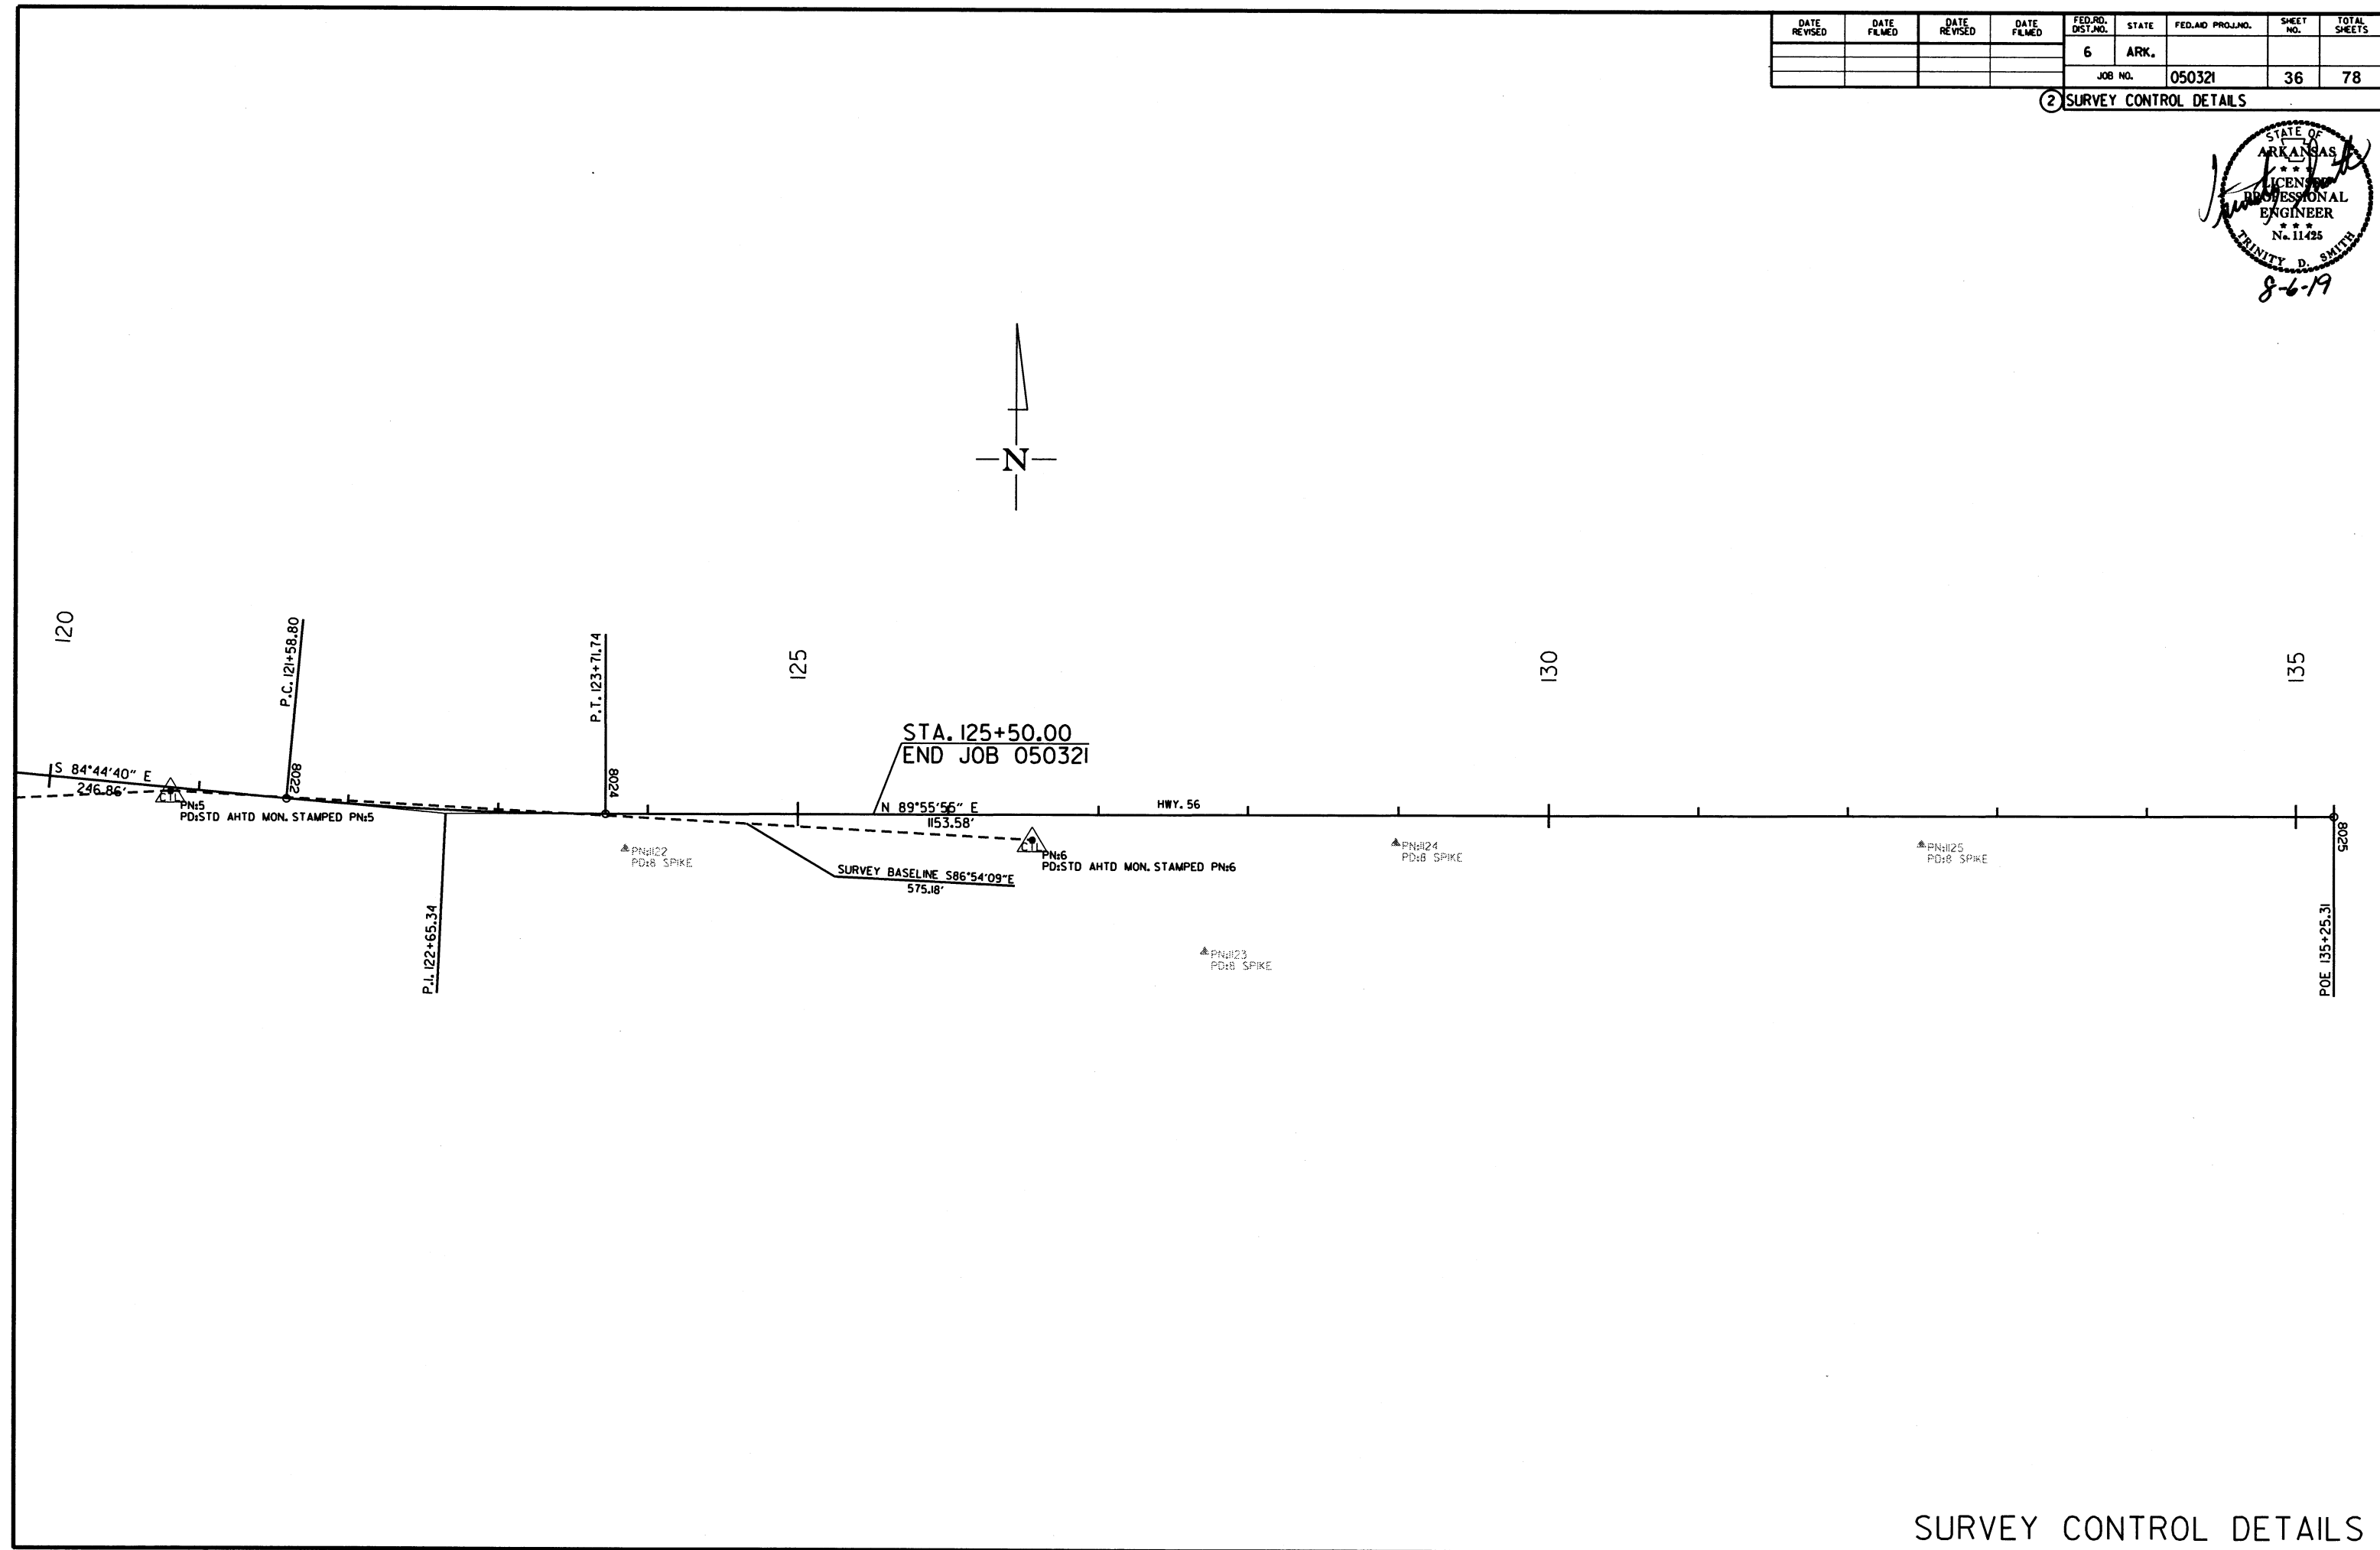 DATE REVISED
DATE FILMED
DATE REVISED
DATE FILMED
FED.RD. DIST.NO.
STATE
FED.AID PROJ.NO.
SHEET NO.
TOTAL SHEETS
6
ARK.
JOB NO.
050321
36
78
2 SURVEY CONTROL DETAILS
STATE OF
ARKANSAS
★ ★ ★
LICENSED
PROFESSIONAL
ENGINEER
★ ★ ★
No. 11425
TRINITY D. SMITH
8-6-19
N
120
P.C. 121+58.80
P.T. 123+71.74
125
130
135
STA. 125+50.00
END JOB 050321
S 84°44'40" E
246.86'
8022
8024
CTL
PN:5
PD:STD AHTD MON. STAMPED PN:5
N 89°55'55" E
1153.58'
HWY. 56
CTL
PN:6
PD:STD AHTD MON. STAMPED PN:6
PN:1122
PD:8 SPIKE
SURVEY BASELINE S86°54'09"E
575.18'
PN:1124
PD:8 SPIKE
PN:1125
PD:8 SPIKE
8025
P.I. 122+65.34
PN:1123
PD:8 SPIKE
POE 135+25.31
SURVEY CONTROL DETAILS